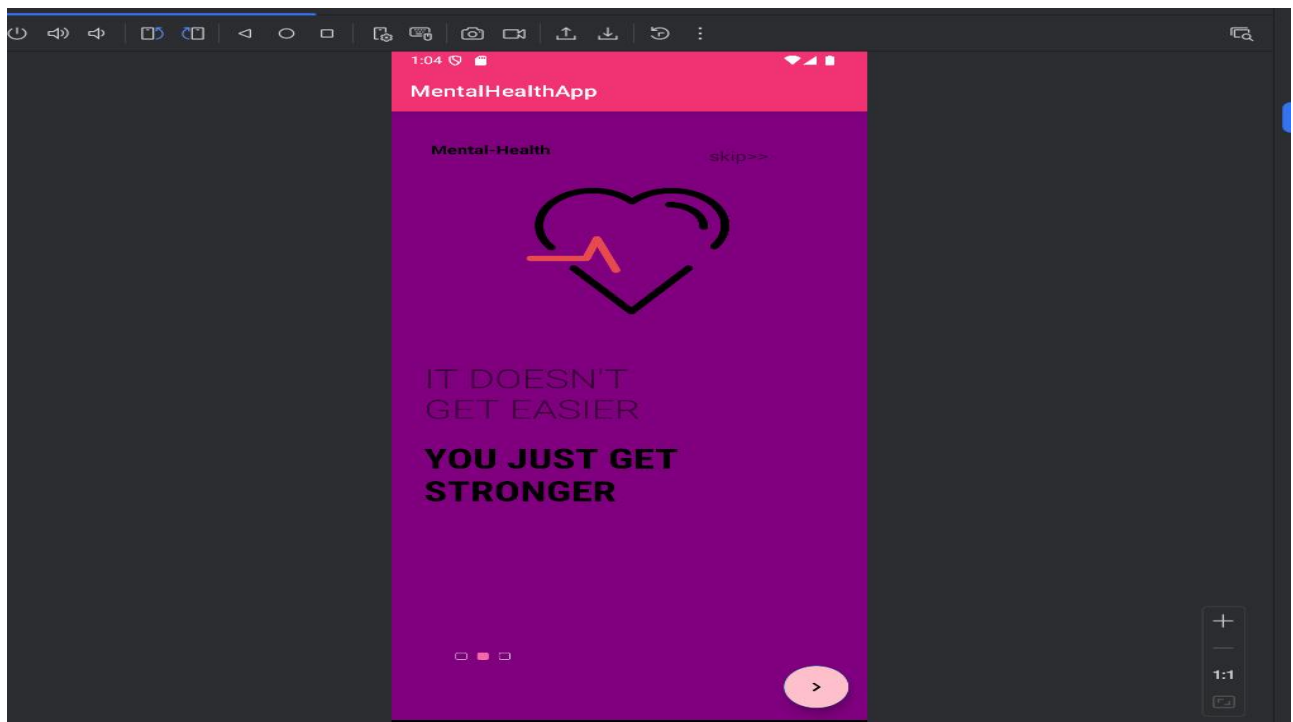 1:04
MentalHealthApp
Mental-Health
skip>>
IT DOESN'T
GET EASIER
YOU JUST GET
STRONGER
>
1:1